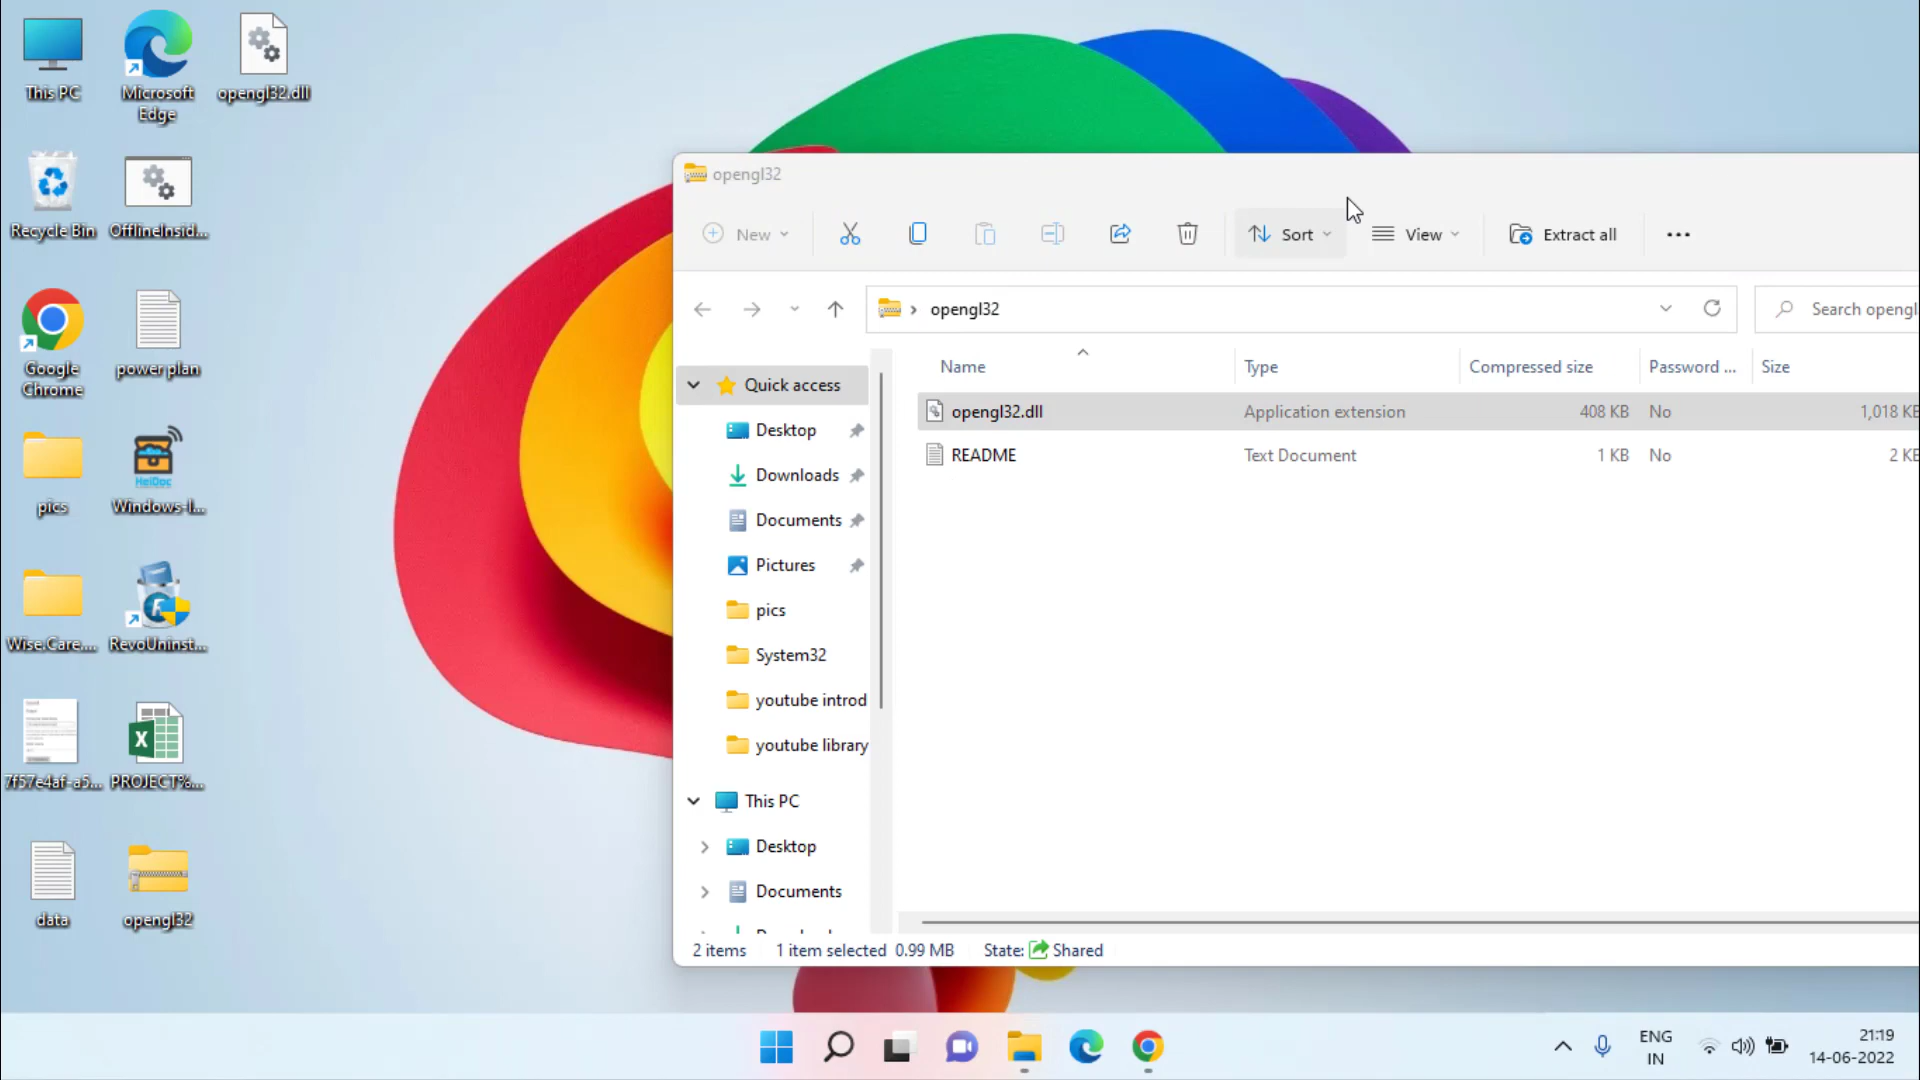 This PC
Microsoft
Edge
opengl32.dll
Recycle Bin
OfflineInsid...
Google
Chrome
power plan
pics
HeiDoc
Windows-I...
Wise.Care....
RevoUninst...
7f57e4af-a5...
PROJECT%...
data
opengl32
opengl32
New
Sort
View
Extract all
opengl32
Search opengl
Name
Type
Compressed size
Password ...
Size
opengl32.dll
Application extension
408 KB
No
1,018 KB
README
Text Document
1 KB
No
2 KB
Quick access
Desktop
Downloads
Documents
Pictures
pics
System32
youtube introd
youtube library
This PC
Desktop
Documents
2 items
1 item selected 0.99 MB
State: Shared
ENG
IN
21:19
14-06-2022